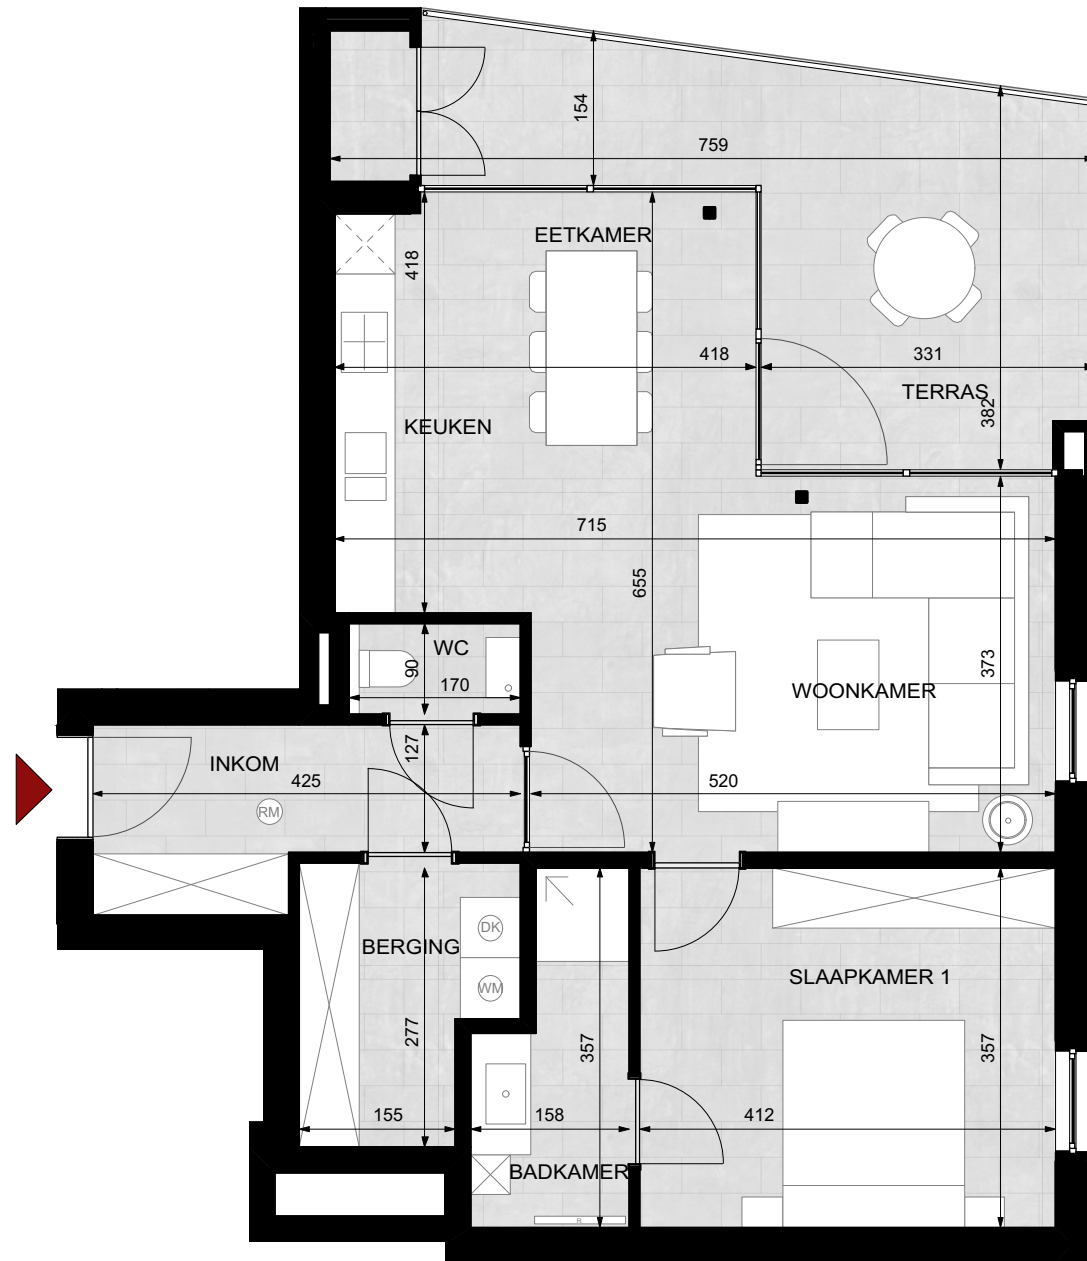 154
759
EETKAMER
418
418
331
TERRAS
382
KEUKEN
715
655
WC
90
170
373
WOONKAMER
INKOM
127
425
520
RM
DK
BERGING
WM
SLAAPKAMER 1
277
357
357
155
158
412
BADKAMER
R